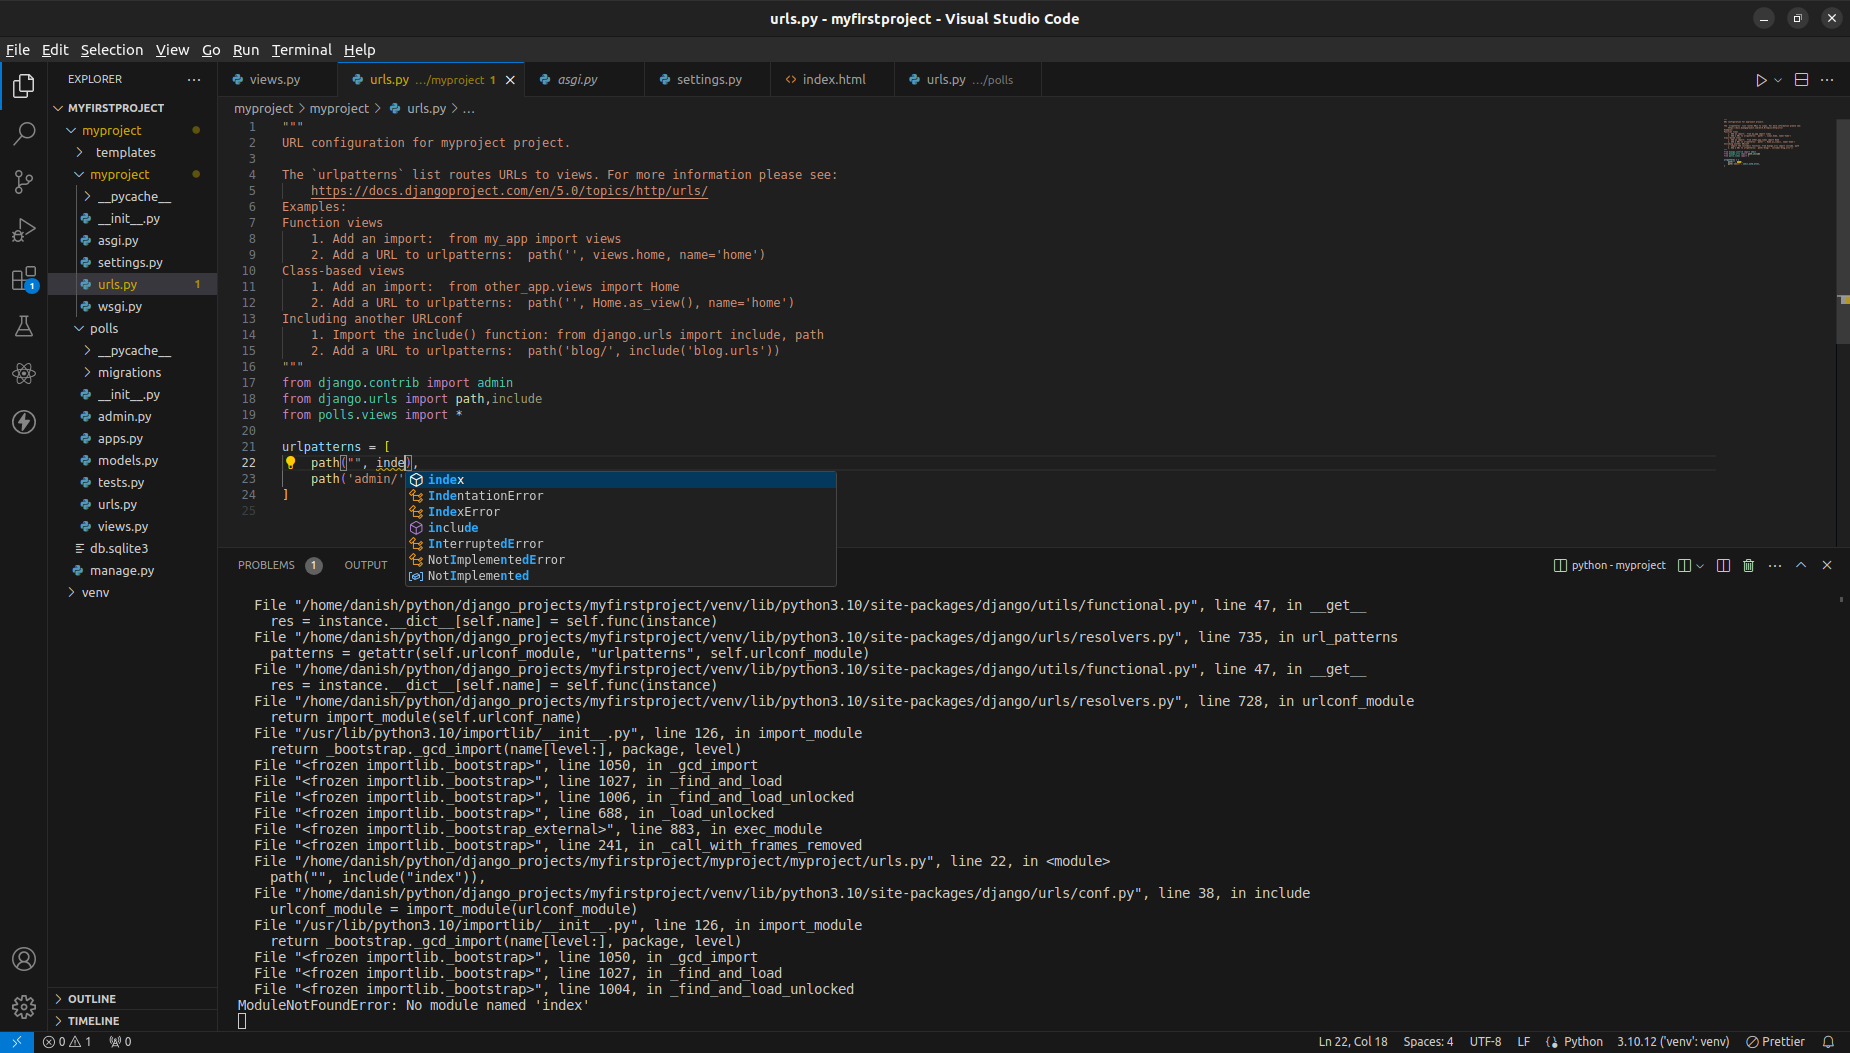 urls.py - myfirstproject - Visual Studio Code
File Edit Selection View Go Run Terminal Help
EXPLORER
MYFIRSTPROJECT
myproject
templates
myproject
__pycache__
__init__.py
asgi.py
settings.py
urls.py 1
wsgi.py
polls
__pycache__
migrations
__init__.py
admin.py
apps.py
models.py
tests.py
urls.py
views.py
db.sqlite3
manage.py
venv
OUTLINE
TIMELINE
1
views.py
urls.py .../myproject 1
asgi.py
settings.py
index.html
urls.py .../polls
myproject > myproject > urls.py > ...
1 """
2 URL configuration for myproject project.
3
4 The `urlpatterns` list routes URLs to views. For more information please see:
5 https://docs.djangoproject.com/en/5.0/topics/http/urls/
6 Examples:
7 Function views
8 1. Add an import:  from my_app import views
9 2. Add a URL to urlpatterns:  path('', views.home, name='home')
10 Class-based views
11 1. Add an import:  from other_app.views import Home
12 2. Add a URL to urlpatterns:  path('', Home.as_view(), name='home')
13 Including another URLconf
14 1. Import the include() function: from django.urls import include, path
15 2. Add a URL to urlpatterns:  path('blog/', include('blog.urls'))
16 """
17 from django.contrib import admin
18 from django.urls import path,include
19 from polls.views import *
20
21 urlpatterns = [
22 path("", inde),
23 path('admin/'
24 ]
25
index
IndentationError
IndexError
include
InterruptedError
NotImplementedError
NotImplemented
PROBLEMS 1 OUTPUT
python - myproject
File "/home/danish/python/django_projects/myfirstproject/venv/lib/python3.10/site-packages/django/utils/functional.py", line 47, in __get__
res = instance.__dict__[self.name] = self.func(instance)
File "/home/danish/python/django_projects/myfirstproject/venv/lib/python3.10/site-packages/django/urls/resolvers.py", line 735, in url_patterns
patterns = getattr(self.urlconf_module, "urlpatterns", self.urlconf_module)
File "/home/danish/python/django_projects/myfirstproject/venv/lib/python3.10/site-packages/django/utils/functional.py", line 47, in __get__
res = instance.__dict__[self.name] = self.func(instance)
File "/home/danish/python/django_projects/myfirstproject/venv/lib/python3.10/site-packages/django/urls/resolvers.py", line 728, in urlconf_module
return import_module(self.urlconf_name)
File "/usr/lib/python3.10/importlib/__init__.py", line 126, in import_module
return _bootstrap._gcd_import(name[level:], package, level)
File "<frozen importlib._bootstrap>", line 1050, in _gcd_import
File "<frozen importlib._bootstrap>", line 1027, in _find_and_load
File "<frozen importlib._bootstrap>", line 1006, in _find_and_load_unlocked
File "<frozen importlib._bootstrap>", line 688, in _load_unlocked
File "<frozen importlib._bootstrap_external>", line 883, in exec_module
File "<frozen importlib._bootstrap>", line 241, in _call_with_frames_removed
File "/home/danish/python/django_projects/myfirstproject/myproject/myproject/urls.py", line 22, in <module>
path("", include("index")),
File "/home/danish/python/django_projects/myfirstproject/venv/lib/python3.10/site-packages/django/urls/conf.py", line 38, in include
urlconf_module = import_module(urlconf_module)
File "/usr/lib/python3.10/importlib/__init__.py", line 126, in import_module
return _bootstrap._gcd_import(name[level:], package, level)
File "<frozen importlib._bootstrap>", line 1050, in _gcd_import
File "<frozen importlib._bootstrap>", line 1027, in _find_and_load
File "<frozen importlib._bootstrap>", line 1004, in _find_and_load_unlocked
ModuleNotFoundError: No module named 'index'
0 1 0
Ln 22, Col 18 Spaces: 4 UTF-8 LF Python 3.10.12 ('venv': venv) Prettier